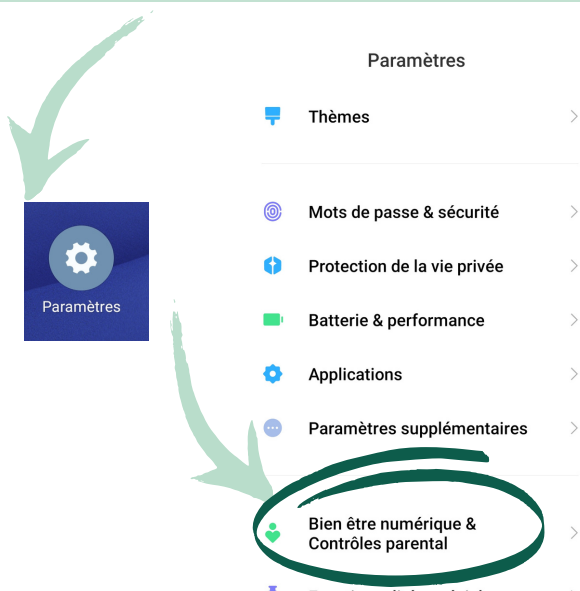 Paramètres
Thèmes
Mots de passe & sécurité
Protection de la vie privée
Paramètres
Batterie & performance
Applications
Paramètres supplémentaires
Bien être numérique &
Contrôles parental